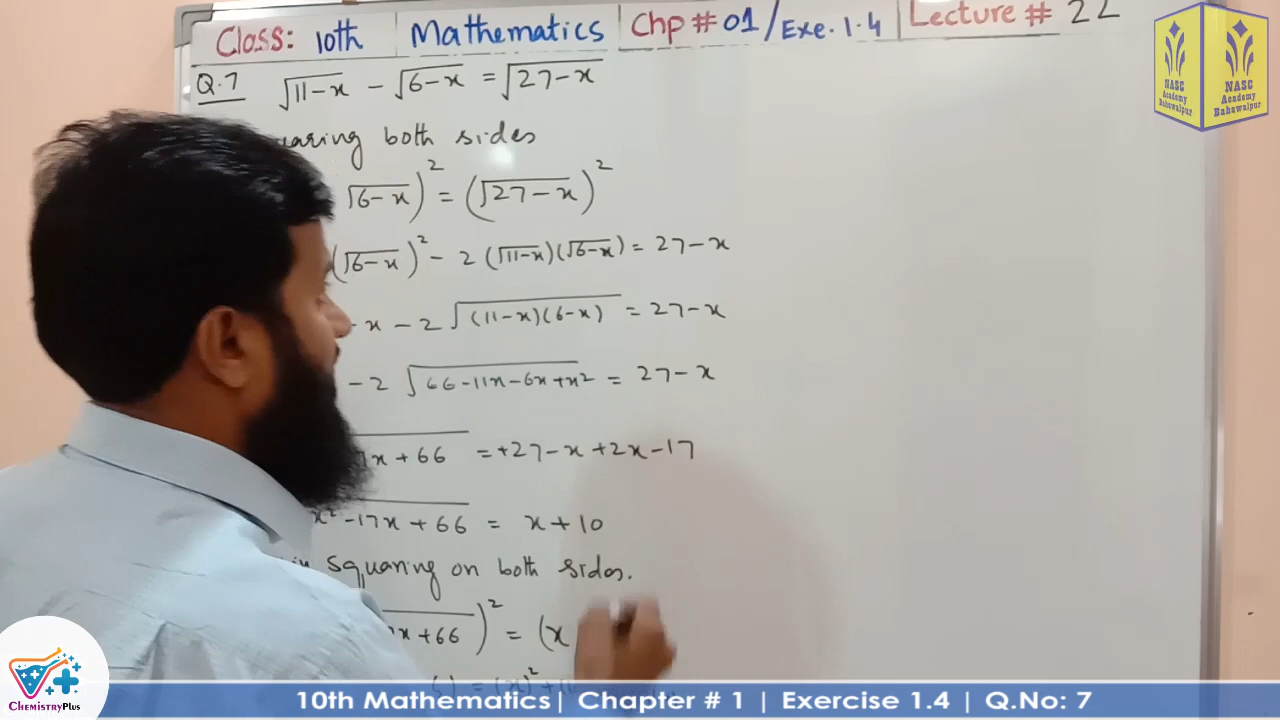 Class: 10th Mathematics Chp # 01 / Exe. 1.4 Lecture # 22
NASC Academy Bahawalpur
NASC Academy Bahawalpur
Q.7 √11-x - √6-x = √27-x
both sides
√6-x)² = (√27-x)²
(√6-x)² - 2(√11-x)(√6-x) = 27-x
x - 2√(11-x)(6-x) = 27-x
-2 √66-11x-6x+x² = 27-x
x + 66 = +27-x+2x-17
x²-17x+66 = x+10
squaring on both sides.
x+66)² = (x
= (x)² +
ChemistryPlus
10th Mathematics| Chapter # 1 | Exercise 1.4 | Q.No: 7